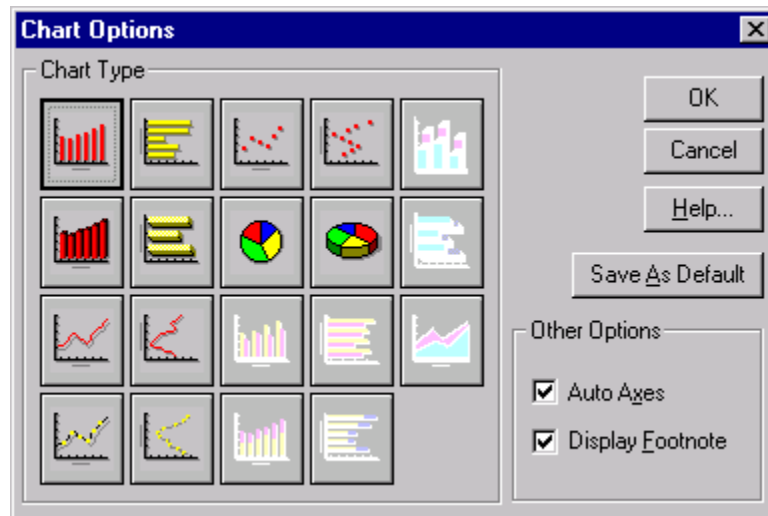 Chart Options
Chart Type
OK
Cancel
Help...
Save As Default
Other Options
Auto Axes
Display Footnote